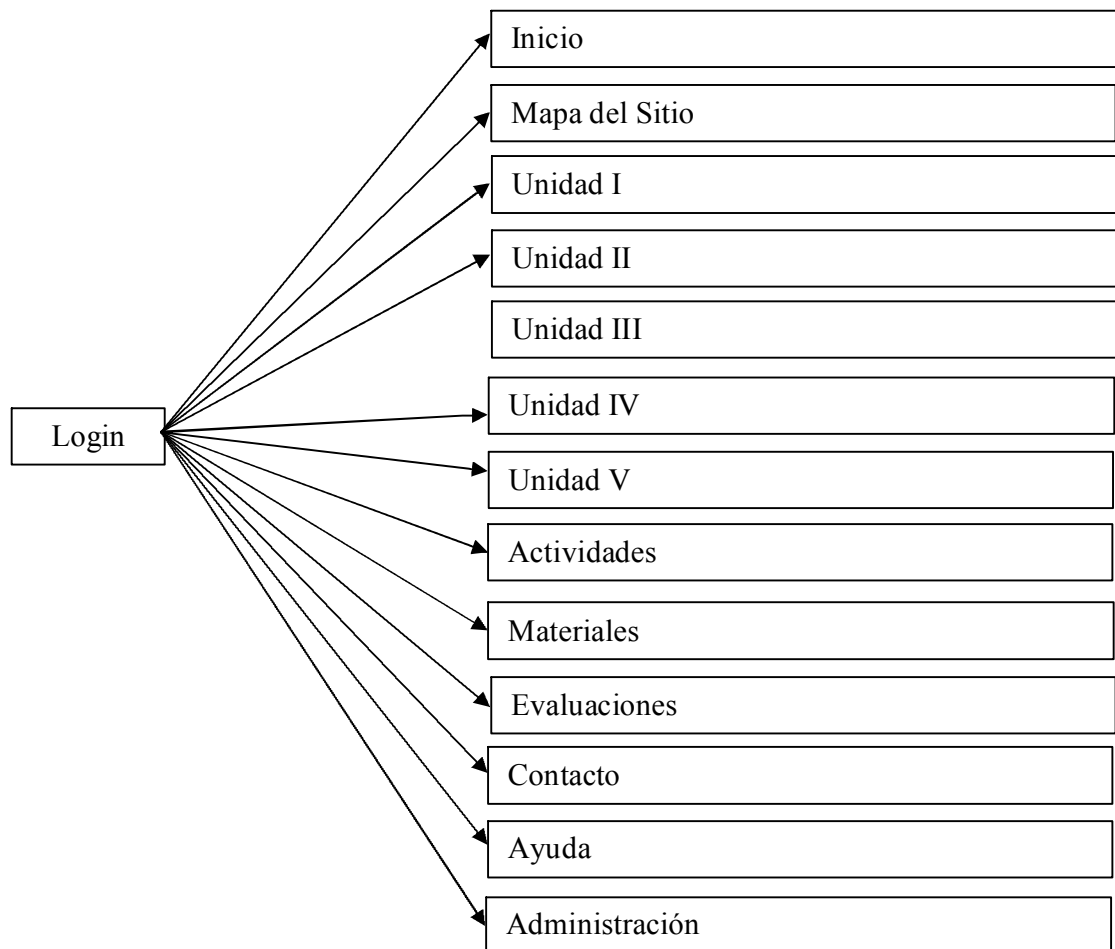 Inicio
Mapa del Sitio
Unidad I
Unidad II
Unidad III
Unidad IV
Login
Unidad V
Actividades
Materiales
Evaluaciones
Contacto
Ayuda
Administración